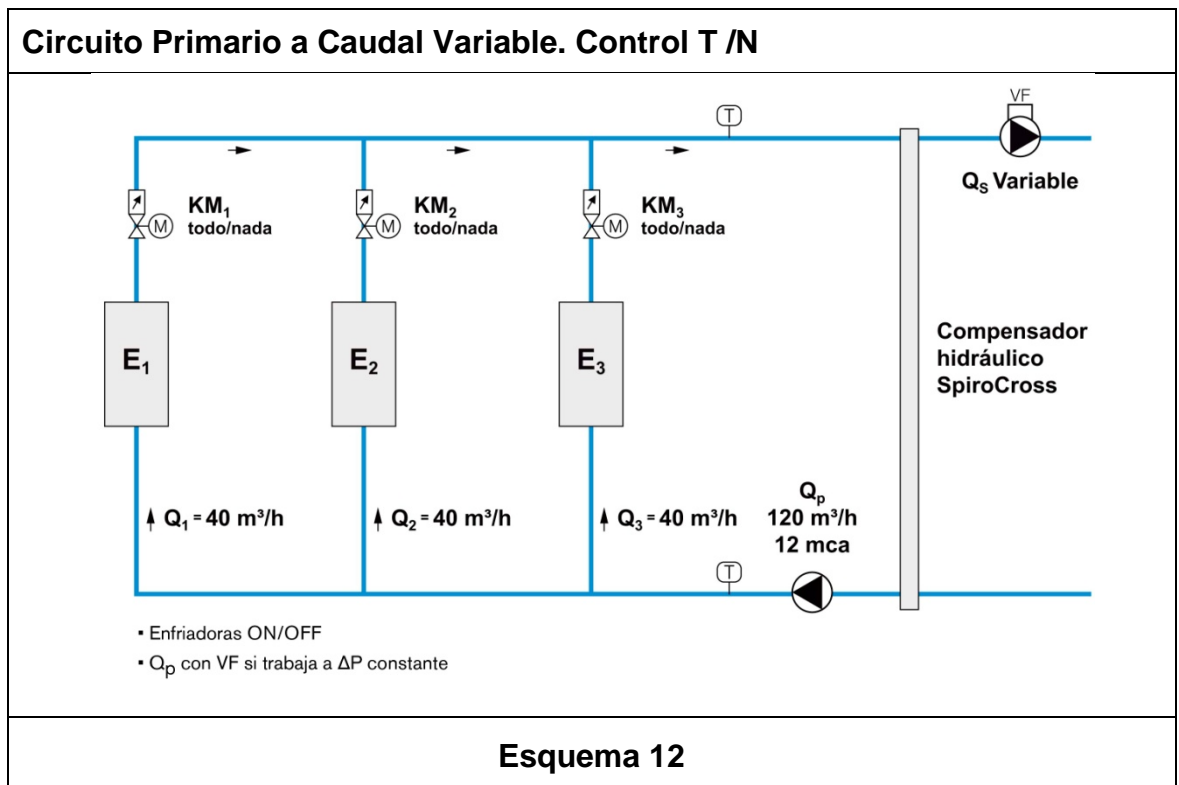 Circuito Primario a Caudal Variable. Control T /N
T
VF
Q_S Variable
KM₁
todo/nada
M
KM₂
todo/nada
M
KM₃
todo/nada
M
E₁
E₂
E₃
Compensador
hidráulico
SpiroCross
Q₁ = 40 m³/h
Q₂ = 40 m³/h
Q₃ = 40 m³/h
Qₚ
120 m³/h
12 mca
T
▪ Enfriadoras ON/OFF
▪ Qₚ con VF si trabaja a ΔP constante
Esquema 12